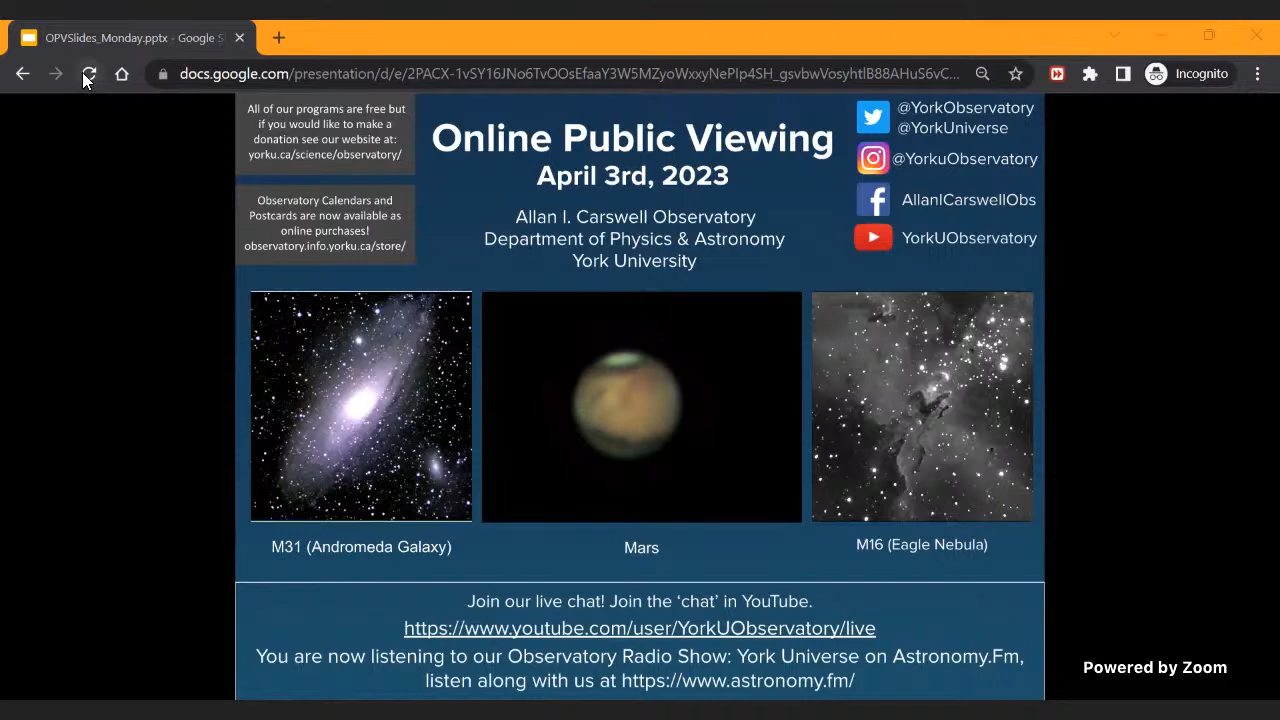 OPVSlides_Monday.pptx - Google S
docs.google.com/presentation/d/e/2PACX-1vSY16JNo6TvOOsEfaaY3W5MZyoWxxyNePIp4SH_gsvbwVosyhtlB88AHuS6vC...
Incognito
All of our programs are free but
if you would like to make a
donation see our website at:
yorku.ca/science/observatory/
Observatory Calendars and
Postcards are now available as
online purchases!
observatory.info.yorku.ca/store/
Online Public Viewing
April 3rd, 2023
Allan I. Carswell Observatory
Department of Physics & Astronomy
York University
@YorkObservatory
@YorkUniverse
@YorkuObservatory
AllanICarswellObs
YorkUObservatory
M31 (Andromeda Galaxy)
Mars
M16 (Eagle Nebula)
Join our live chat! Join the ‘chat’ in YouTube.
https://www.youtube.com/user/YorkUObservatory/live
You are now listening to our Observatory Radio Show: York Universe on Astronomy.Fm,
listen along with us at https://www.astronomy.fm/
Powered by Zoom